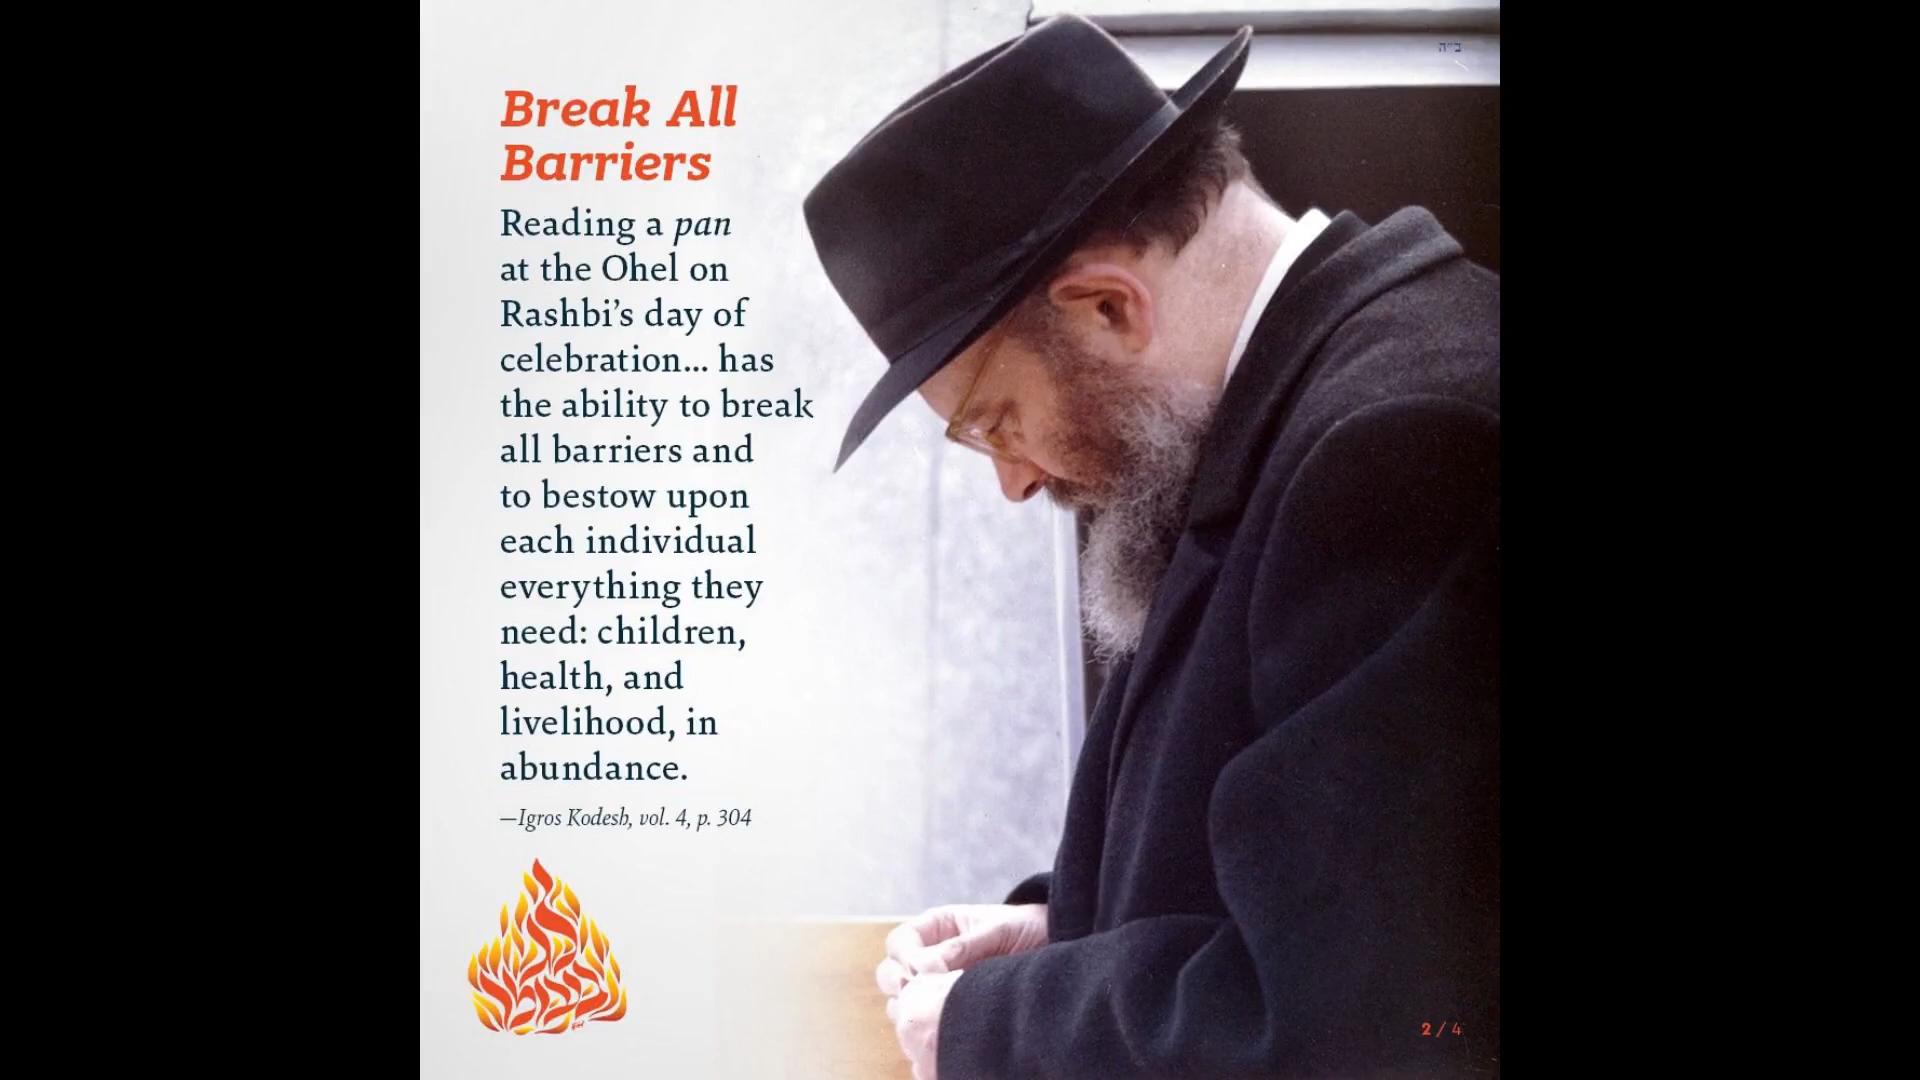 ב״ה
Break All
Barriers
Reading a pan
at the Ohel on
Rashbi’s day of
celebration... has
the ability to break
all barriers and
to bestow upon
each individual
everything they
need: children,
health, and
livelihood, in
abundance.
—Igros Kodesh, vol. 4, p. 304
2 / 4